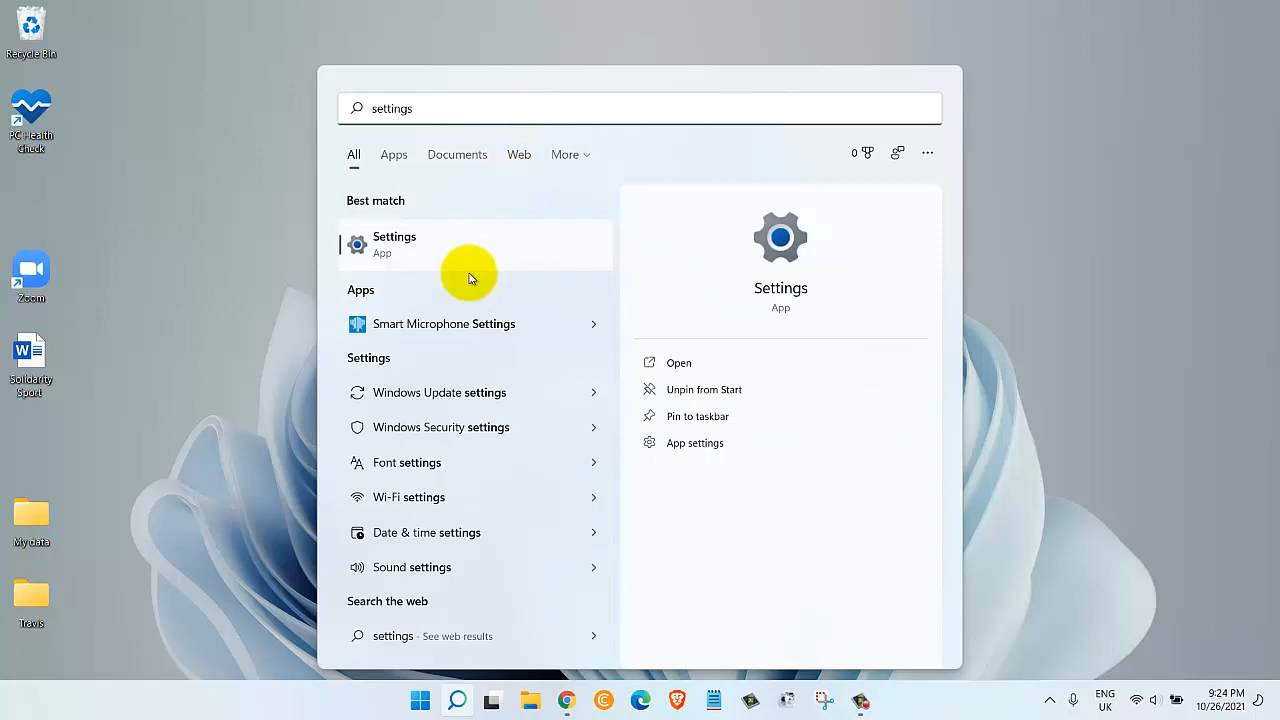 Recycle Bin
PC Health
Check
Zoom
Solidarity
Sport
My data
Travis
settings
All
Apps
Documents
Web
More
0
Best match
Settings
App
Apps
Smart Microphone Settings
Settings
Windows Update settings
Windows Security settings
Font settings
Wi-Fi settings
Date & time settings
Sound settings
Search the web
settings - See web results
Settings
App
Open
Unpin from Start
Pin to taskbar
App settings
ENG
UK
9:24 PM
10/26/2021